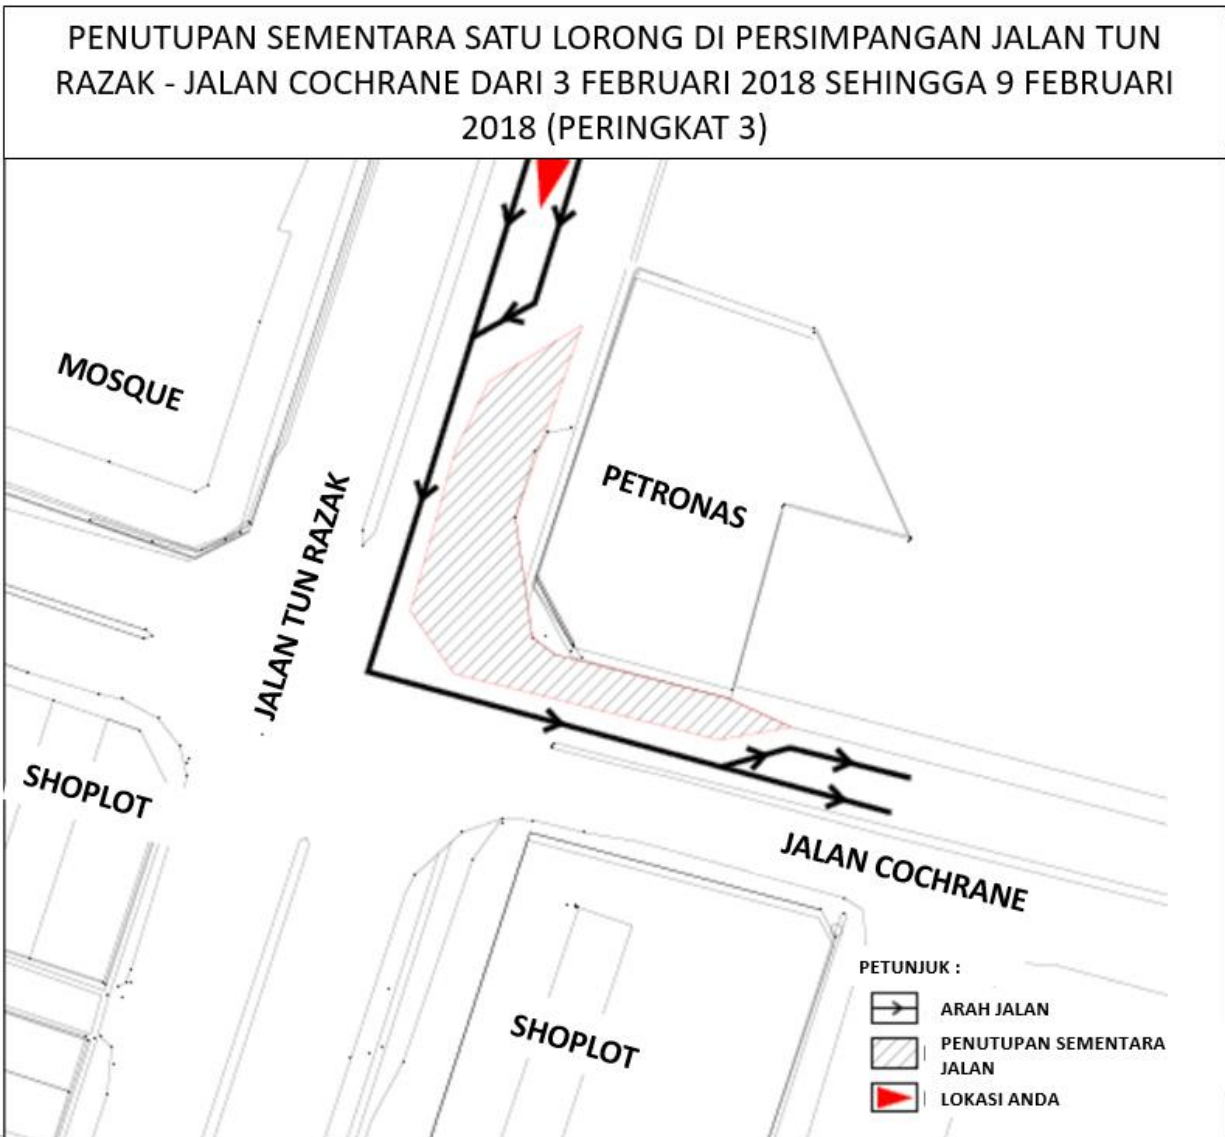 PENUTUPAN SEMENTARA SATU LORONG DI PERSIMPANGAN JALAN TUN
RAZAK - JALAN COCHRANE DARI 3 FEBRUARI 2018 SEHINGGA 9 FEBRUARI
2018 (PERINGKAT 3)
MOSQUE
PETRONAS
JALAN TUN RAZAK
SHOPLOT
JALAN COCHRANE
SHOPLOT
PETUNJUK :
ARAH JALAN
PENUTUPAN SEMENTARA
JALAN
LOKASI ANDA